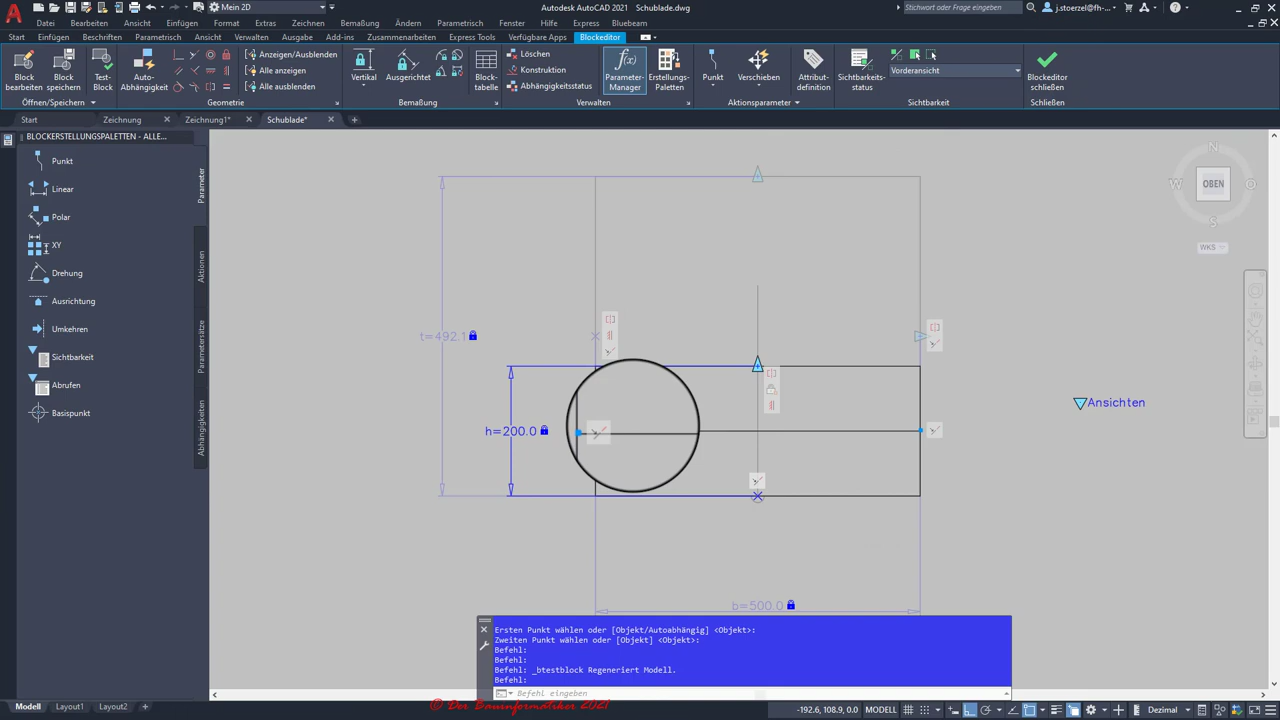 Mein 2D
Autodesk AutoCAD 2021 Schublade.dwg
Stichwort oder Frage eingeben
j.stoerzel@fh-...
Datei Bearbeiten Ansicht Einfügen Format Extras Zeichnen Bemaßung Ändern Parametrisch Fenster Hilfe Express Bluebeam
Start Einfügen Beschriften Parametrisch Ansicht Verwalten Ausgabe Add-ins Zusammenarbeiten Express Tools Verfügbare Apps Blockeditor
Block bearbeiten
Block speichern
Test-Block
Öffnen/Speichern
Auto-Abhängigkeit
Anzeigen/Ausblenden
Alle anzeigen
Alle ausblenden
Geometrie
Vertikal
Ausgerichtet
Block-tabelle
Bemaßung
Löschen
Konstruktion
Abhängigkeitsstatus
Parameter-Manager
Erstellungs-Paletten
Verwalten
Punkt
Verschieben
Aktionsparameter
Attribut-definition
Sichtbarkeits-status
Vorderansicht
Sichtbarkeit
Blockeditor schließen
Schließen
Start Zeichnung Zeichnung1* Schublade*
BLOCKERSTELLUNGSPALETTEN - ALLE...
Punkt
Linear
Polar
XY
Drehung
Ausrichtung
Umkehren
Sichtbarkeit
Abrufen
Basispunkt
Parameter
Aktionen
Parametersätze
Abhängigkeiten
N
W OBEN O
S
WKS
t=492.1
h=200.0
Ansichten
b=500.0
Ersten Punkt wählen oder [Objekt/Autoabhängig] <Objekt>:
Zweiten Punkt wählen oder [Objekt] <Objekt>:
Befehl:
Befehl:
Befehl: _btestblock Regeneriert Modell.
Befehl:
Befehl eingeben
© Der Bauinformatiker 2021
Modell Layout1 Layout2 +
-192.6, 108.9, 0.0 MODELL
Dezimal